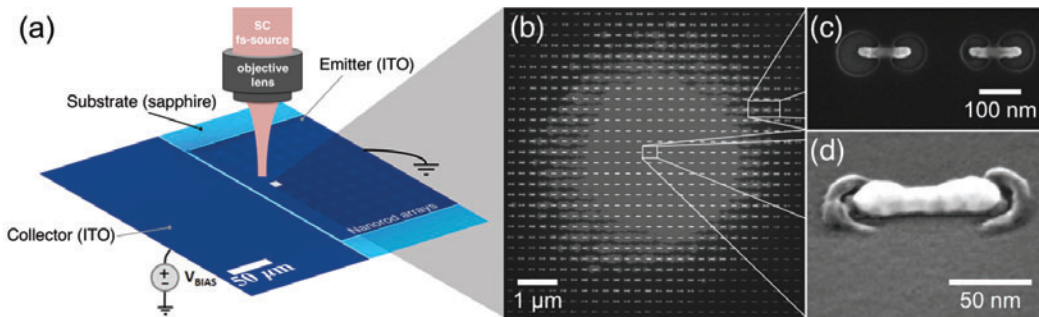 (a)
SC
fs-source
objective
lens
Emitter (ITO)
Substrate (sapphire)
Nanorod arrays
Collector (ITO)
V_BIAS
50 μm
(b)
1 μm
(c)
100 nm
(d)
50 nm